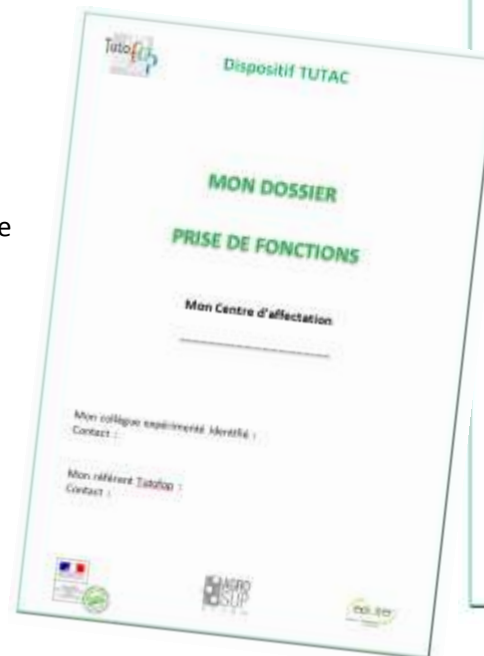 e
Tutofop
Dispositif TUTAC
MON DOSSIER
PRISE DE FONCTIONS
Mon Centre d'affectation
Mon collègue expérimenté identifié :
Contact :
Mon référent Tutofop :
Contact :
AGRO
SUP